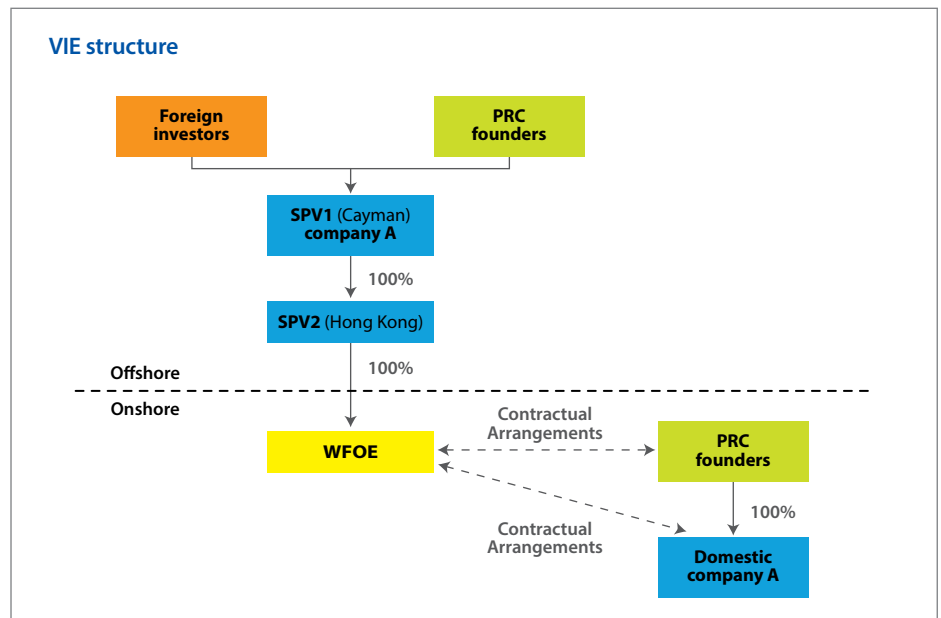 VIE structure
Foreign
investors
PRC
founders
SPV1 (Cayman)
company A
100%
SPV2 (Hong Kong)
100%
Offshore
Onshore
Contractual
Arrangements
WFOE
PRC
founders
100%
Contractual
Arrangements
Domestic
company A